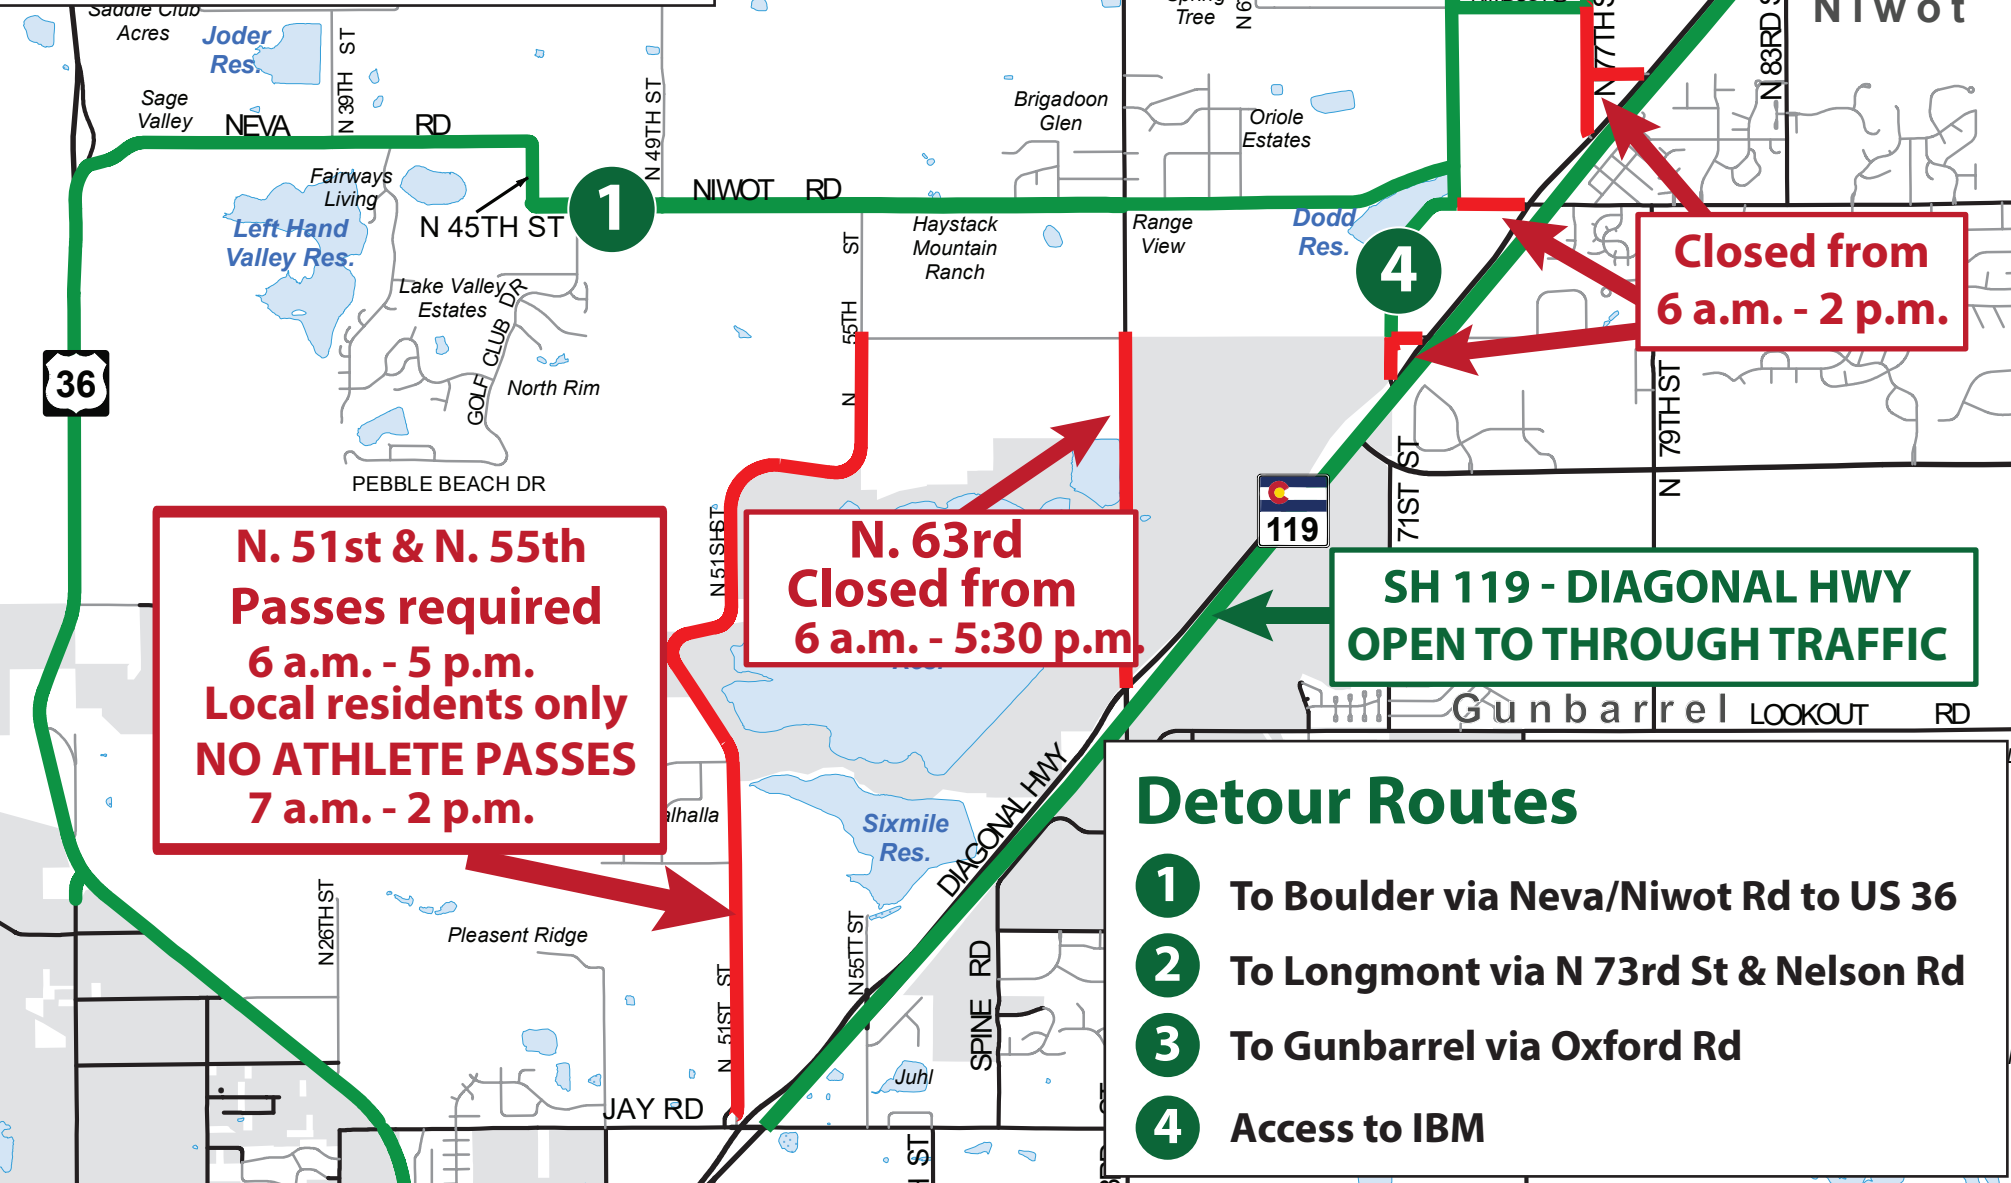 Saddle Club
Acres
Joder
Res.
N 39TH ST
Sage
Valley
NEVA RD
N 49TH ST
Fairways
Living
Left Hand
Valley Res.
N 45TH ST
1
NIWOT RD
Lake Valley
Estates
GOLF CLUB DR
North Rim
PEBBLE BEACH DR
36
Brigadoon
Glen
Tree
Oriole
Estates
Haystack
Mountain
Ranch
Range
View
Dodd
Res.
4
N 77TH S
N 83RD S
Niwot
N 55TH ST
Closed from
6 a.m. - 2 p.m.
N 79TH ST
71ST ST
119
N 51SHST
N. 51st & N. 55th
Passes required
6 a.m. - 5 p.m.
Local residents only
NO ATHLETE PASSES
7 a.m. - 2 p.m.
N. 63rd
Closed from
6 a.m. - 5:30 p.m.
Res.
SH 119 - DIAGONAL HWY
OPEN TO THROUGH TRAFFIC
Gunbarrel
LOOKOUT RD
alhalla
Sixmile
Res.
DIAGONAL HWY
N26TH ST
Pleasent Ridge
N 51ST ST
N55TT ST
SPINE RD
Juhl
JAY RD
ST
Detour Routes
1 To Boulder via Neva/Niwot Rd to US 36
2 To Longmont via N 73rd St & Nelson Rd
3 To Gunbarrel via Oxford Rd
4 Access to IBM